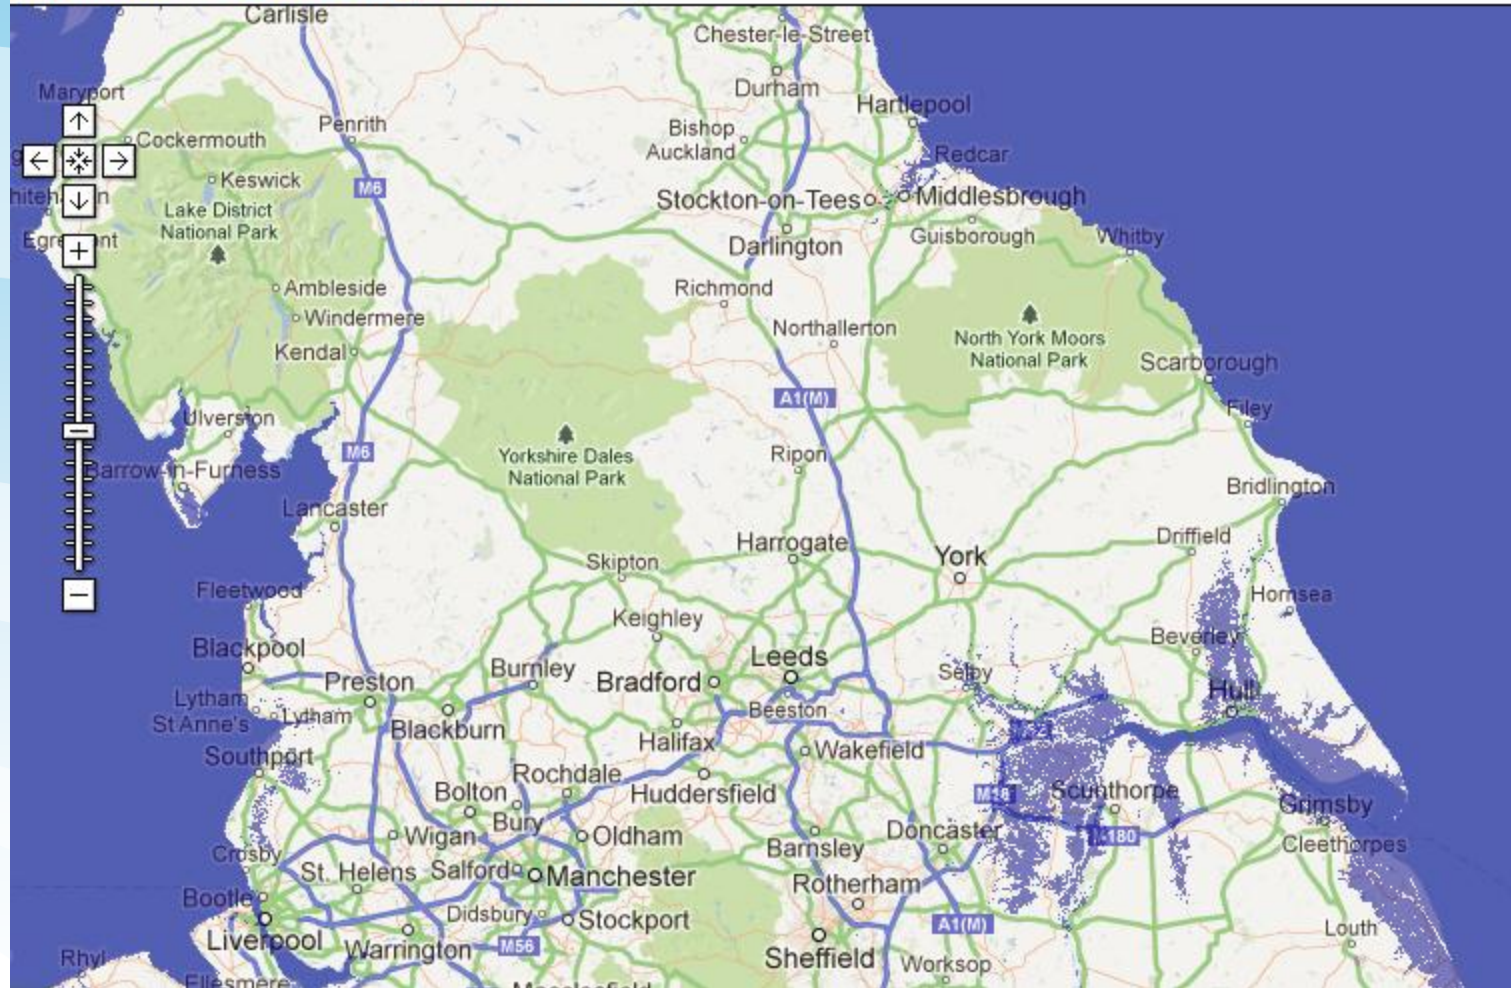 Carlisle
Chester-le-Street
Durham
Maryport
Hartlepool
Cockermouth
Penrith
Bishop
Auckland
Redcar
Keswick
M6
Stockton-on-Tees
Middlesbrough
Lake District
National Park
Darlington
Guisborough
Whitby
Ambleside
Richmond
Windermere
Northallerton
North York Moors
National Park
Kendal
Scarborough
A1(M)
Ulverston
Filey
M6
Yorkshire Dales
National Park
Ripon
Barrow-in-Furness
Bridlington
Lancaster
Harrogate
York
Driffield
Skipton
Fleetwood
Hornsea
Keighley
Blackpool
Beverley
Burnley
Leeds
Selby
Preston
Bradford
Hull
Lytham
St Anne's
Lytham
Beeston
Blackburn
Halifax
Wakefield
Southport
Rochdale
Huddersfield
Bolton
M18
Scunthorpe
Grimsby
Bury
Wigan
Oldham
Doncaster
M180
Barnsley
Cleethorpes
Crosby
St. Helens
Salford
Manchester
Rotherham
Bootle
Didsbury
Stockport
A1(M)
Louth
Liverpool
Warrington
M56
Sheffield
Rhyl
Worksop
Ellesmere